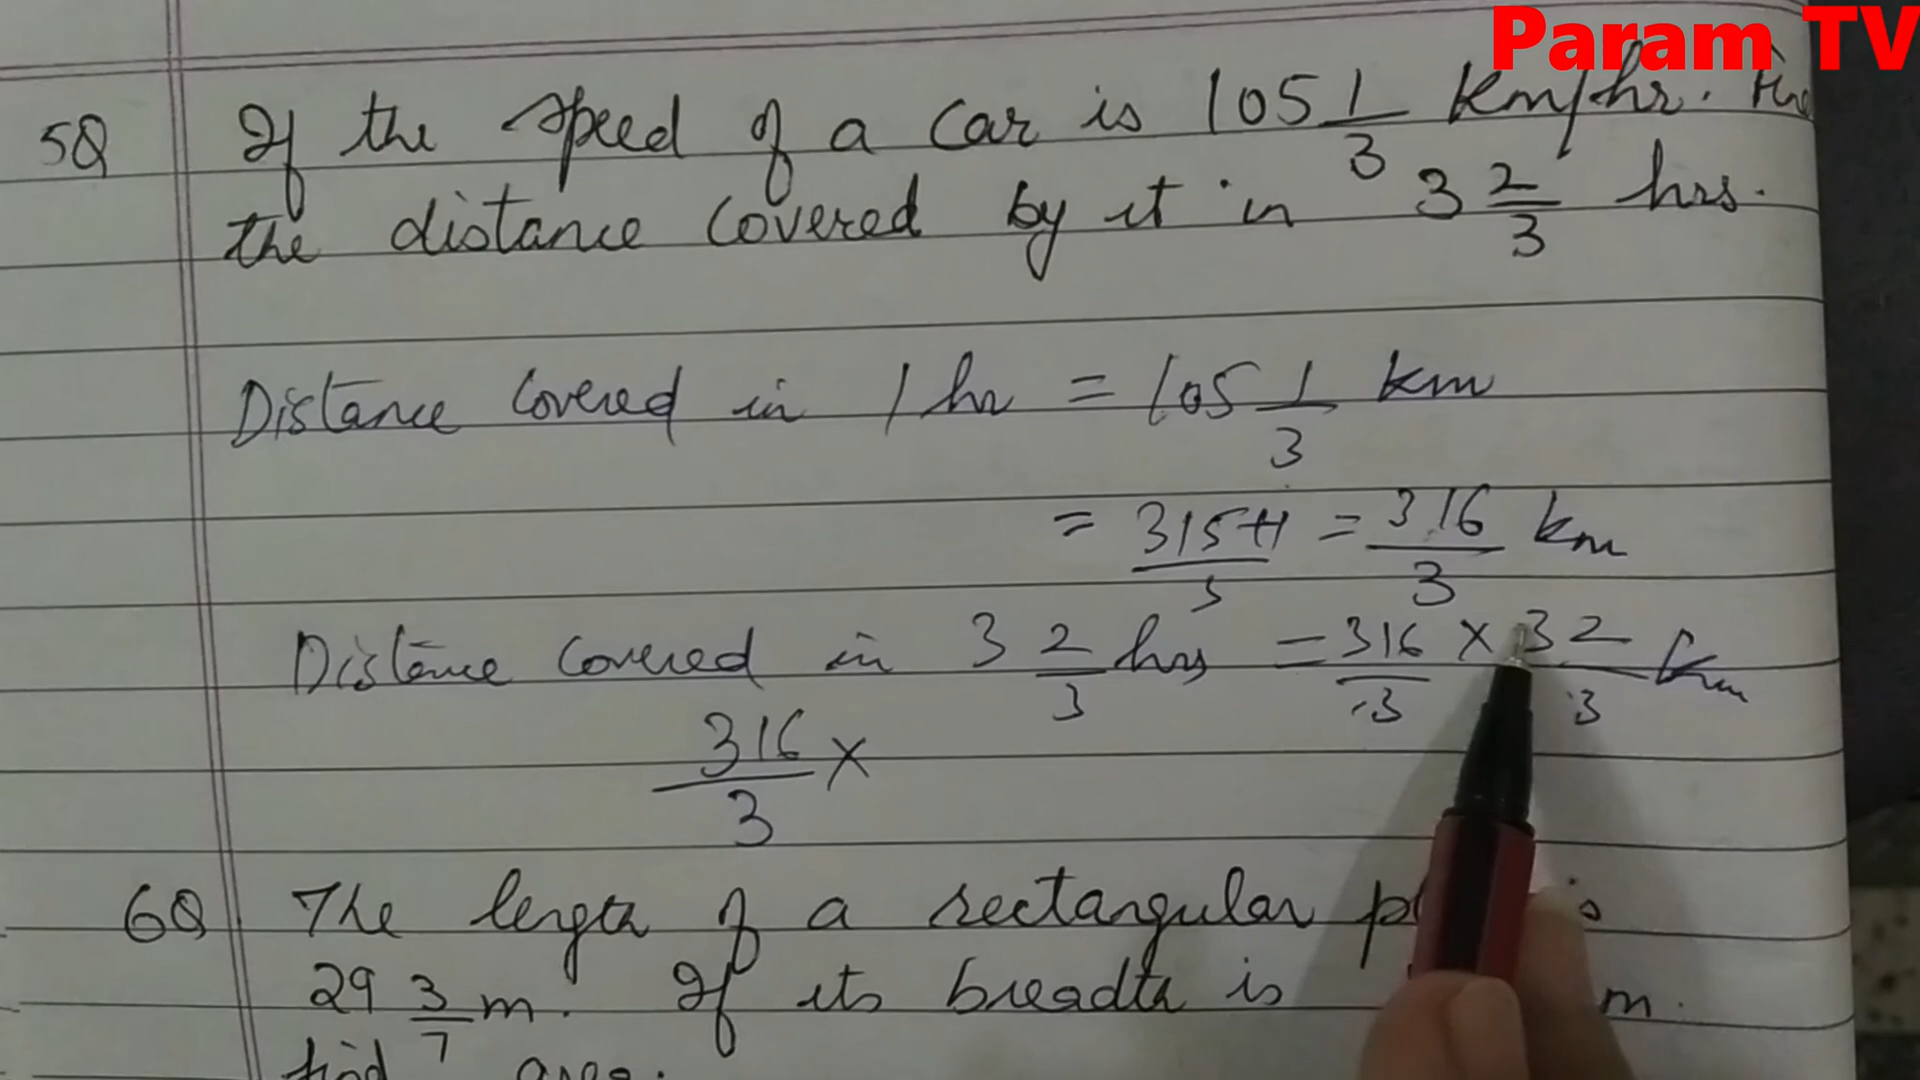 Param TV
5Q If the speed of a car is 105 1/3 km/hr.
the distance covered by it in 3 2/3 hrs.
Distance covered in 1 hr = 105 1/3 km
= 315+1/3 = 316/3 km
Distance covered in 3 2/3 hrs = 316/3 × 3 2/3 km
316/3 ×
6Q The length of a rectangular is
29 3/7 m. If its breadth is m.
find area.